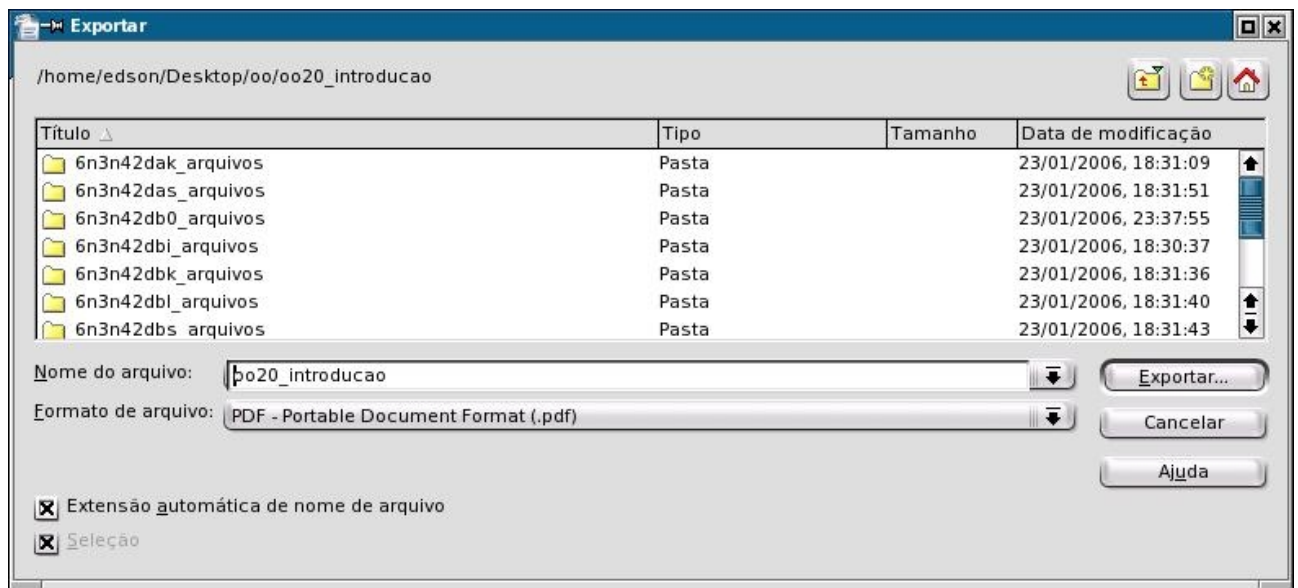 Exportar
/home/edson/Desktop/oo/oo20_introducao
Título Tipo Tamanho Data de modificação
6n3n42dak_arquivos Pasta 23/01/2006, 18:31:09
6n3n42das_arquivos Pasta 23/01/2006, 18:31:51
6n3n42db0_arquivos Pasta 23/01/2006, 23:37:55
6n3n42dbi_arquivos Pasta 23/01/2006, 18:30:37
6n3n42dbk_arquivos Pasta 23/01/2006, 18:31:36
6n3n42dbl_arquivos Pasta 23/01/2006, 18:31:40
6n3n42dbs_arquivos Pasta 23/01/2006, 18:31:43
Nome do arquivo: oo20_introducao Exportar...
Formato de arquivo: PDF - Portable Document Format (.pdf)
Cancelar
Ajuda
Extensão automática de nome de arquivo
Seleção